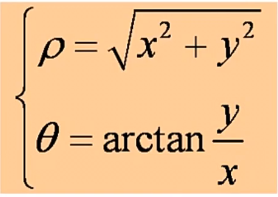 ρ = √(x² + y²)
θ = arctan y/x